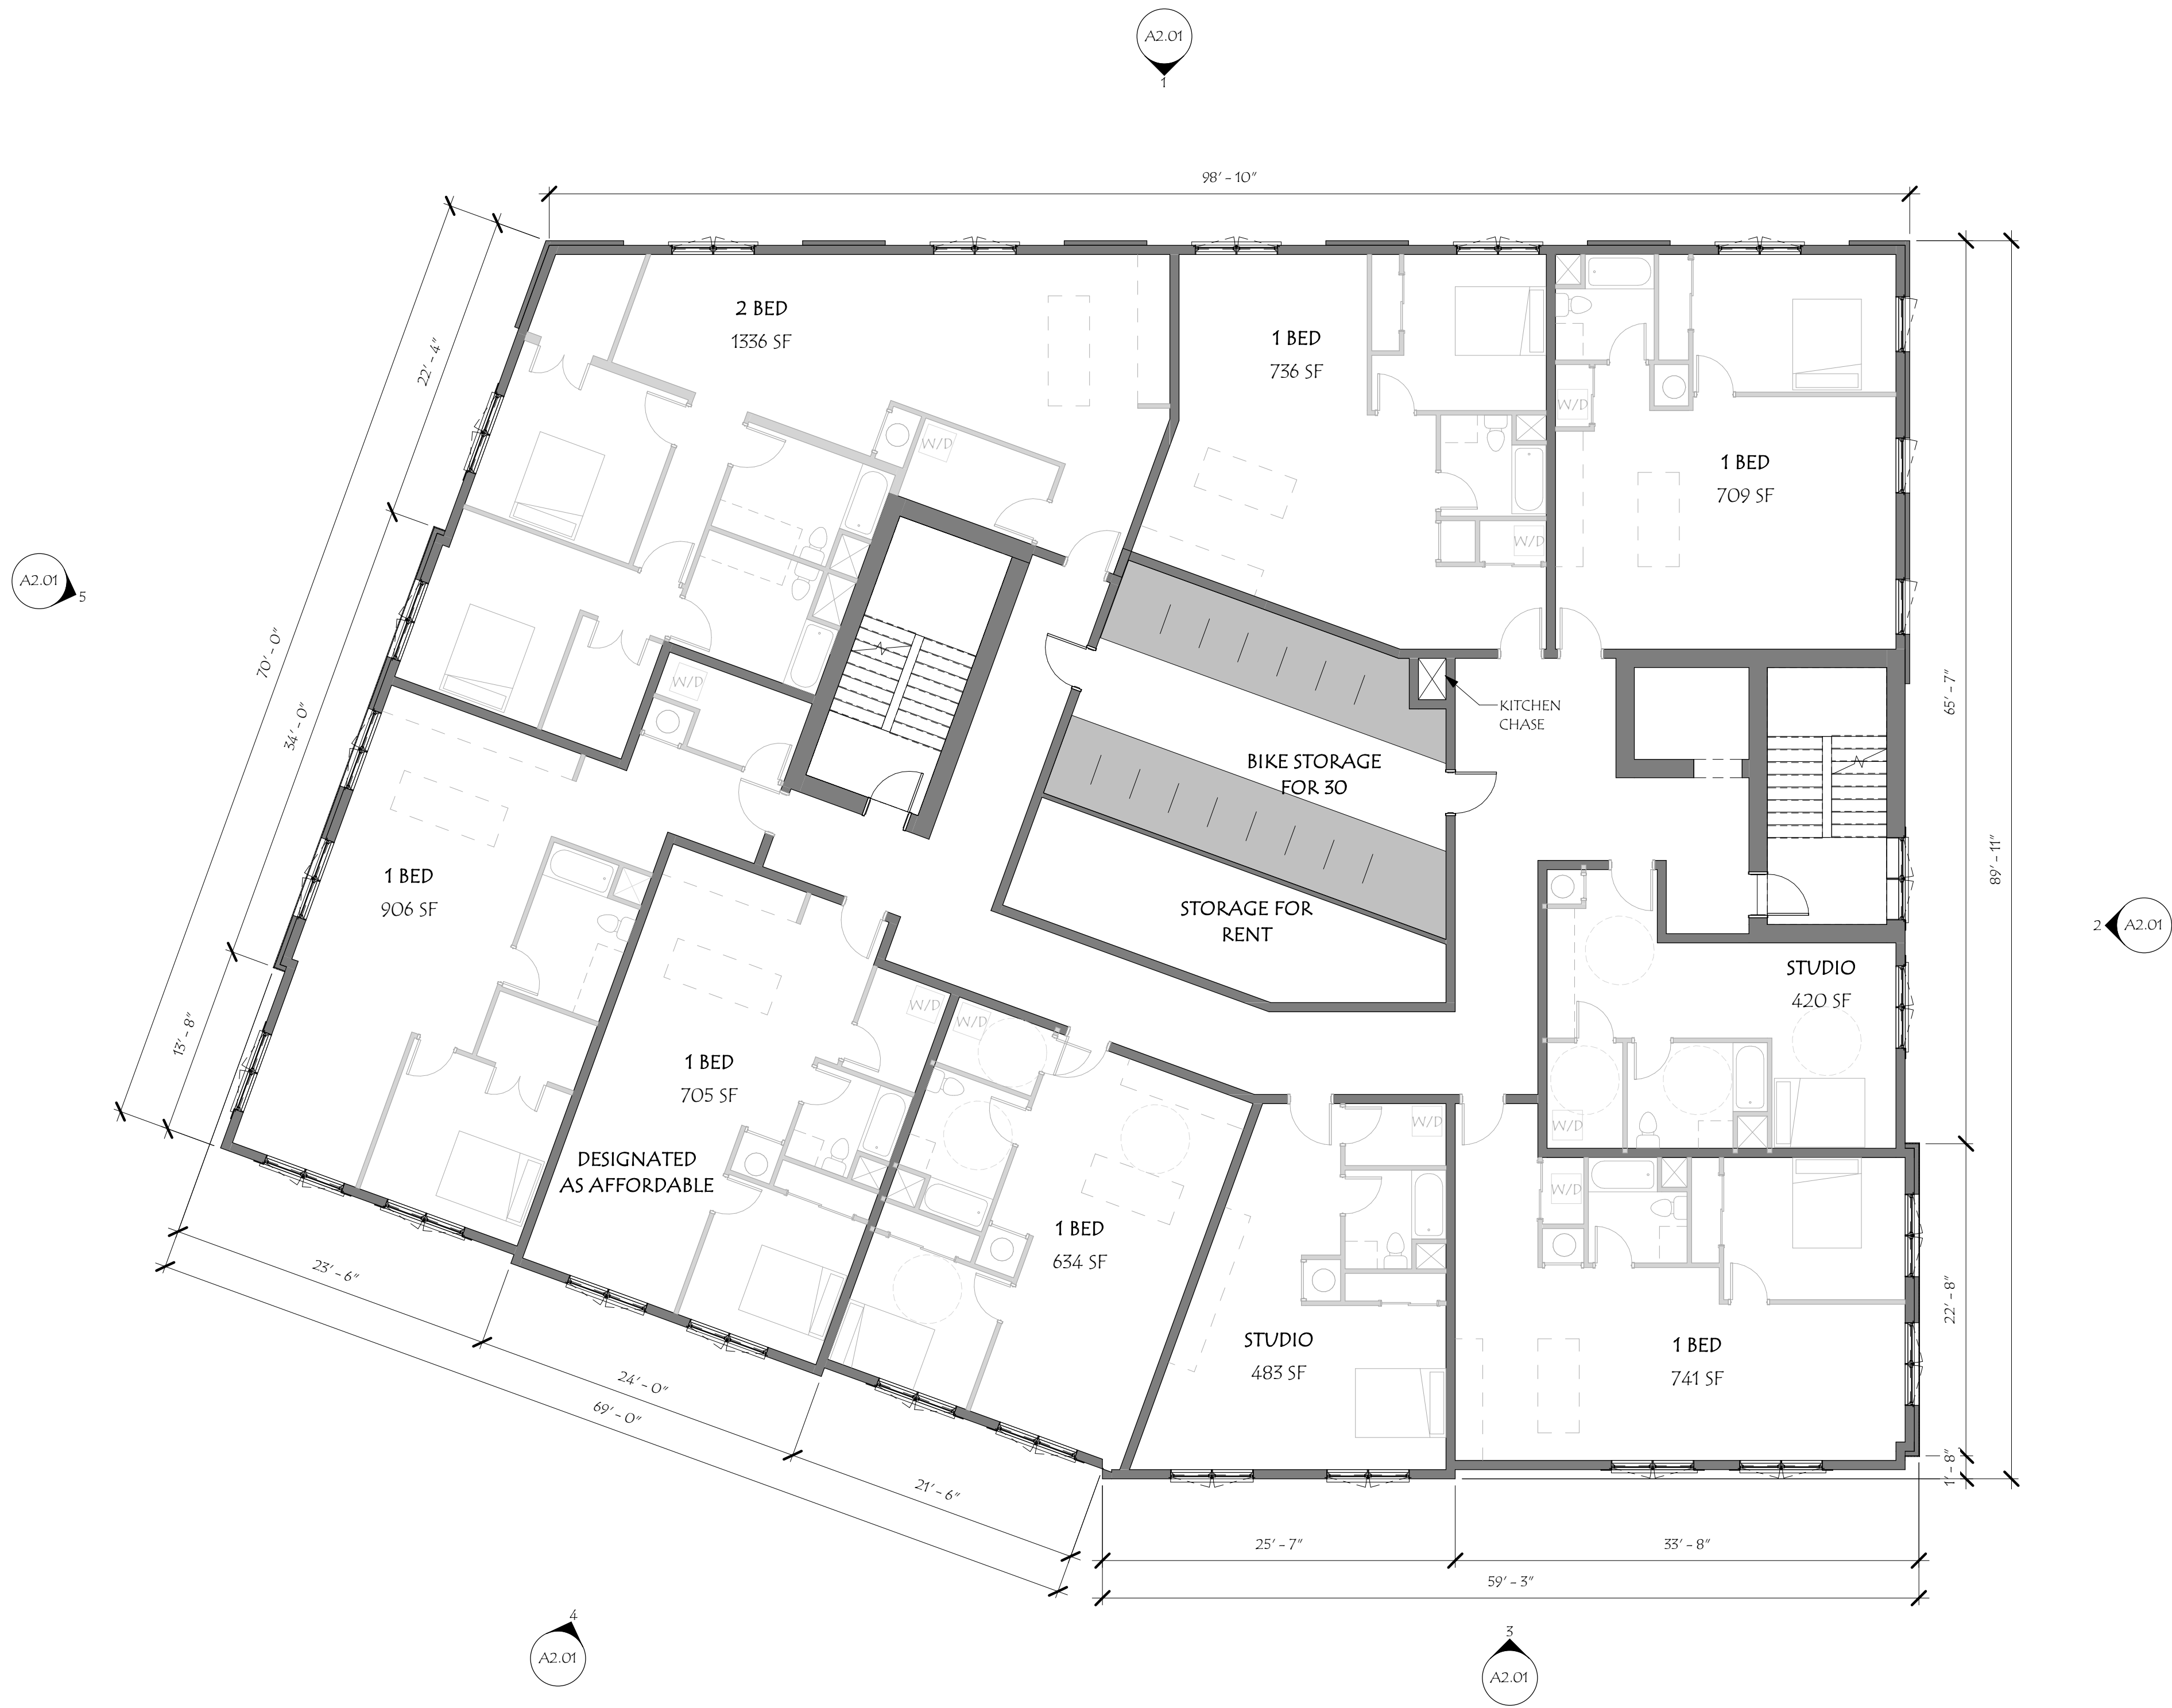 A2.01
1
98' - 10"
22' - 4"
2 BED
1336 SF
1 BED
736 SF
1 BED
709 SF
W/D
W/D
W/D
A2.01
5
70' - 0"
34' - 0"
W/D
KITCHEN
CHASE
65' - 7"
BIKE STORAGE
FOR 30
89' - 11"
1 BED
906 SF
STORAGE FOR
RENT
A2.01
2
STUDIO
420 SF
13' - 8"
W/D
W/D
1 BED
705 SF
W/D
W/D
DESIGNATED
AS AFFORDABLE
W/D
1 BED
634 SF
23' - 6"
STUDIO
483 SF
1 BED
741 SF
22' - 8"
24' - 0"
69' - 0"
21' - 6"
1' - 8"
25' - 7"
33' - 8"
59' - 3"
4
A2.01
3
A2.01
W/D